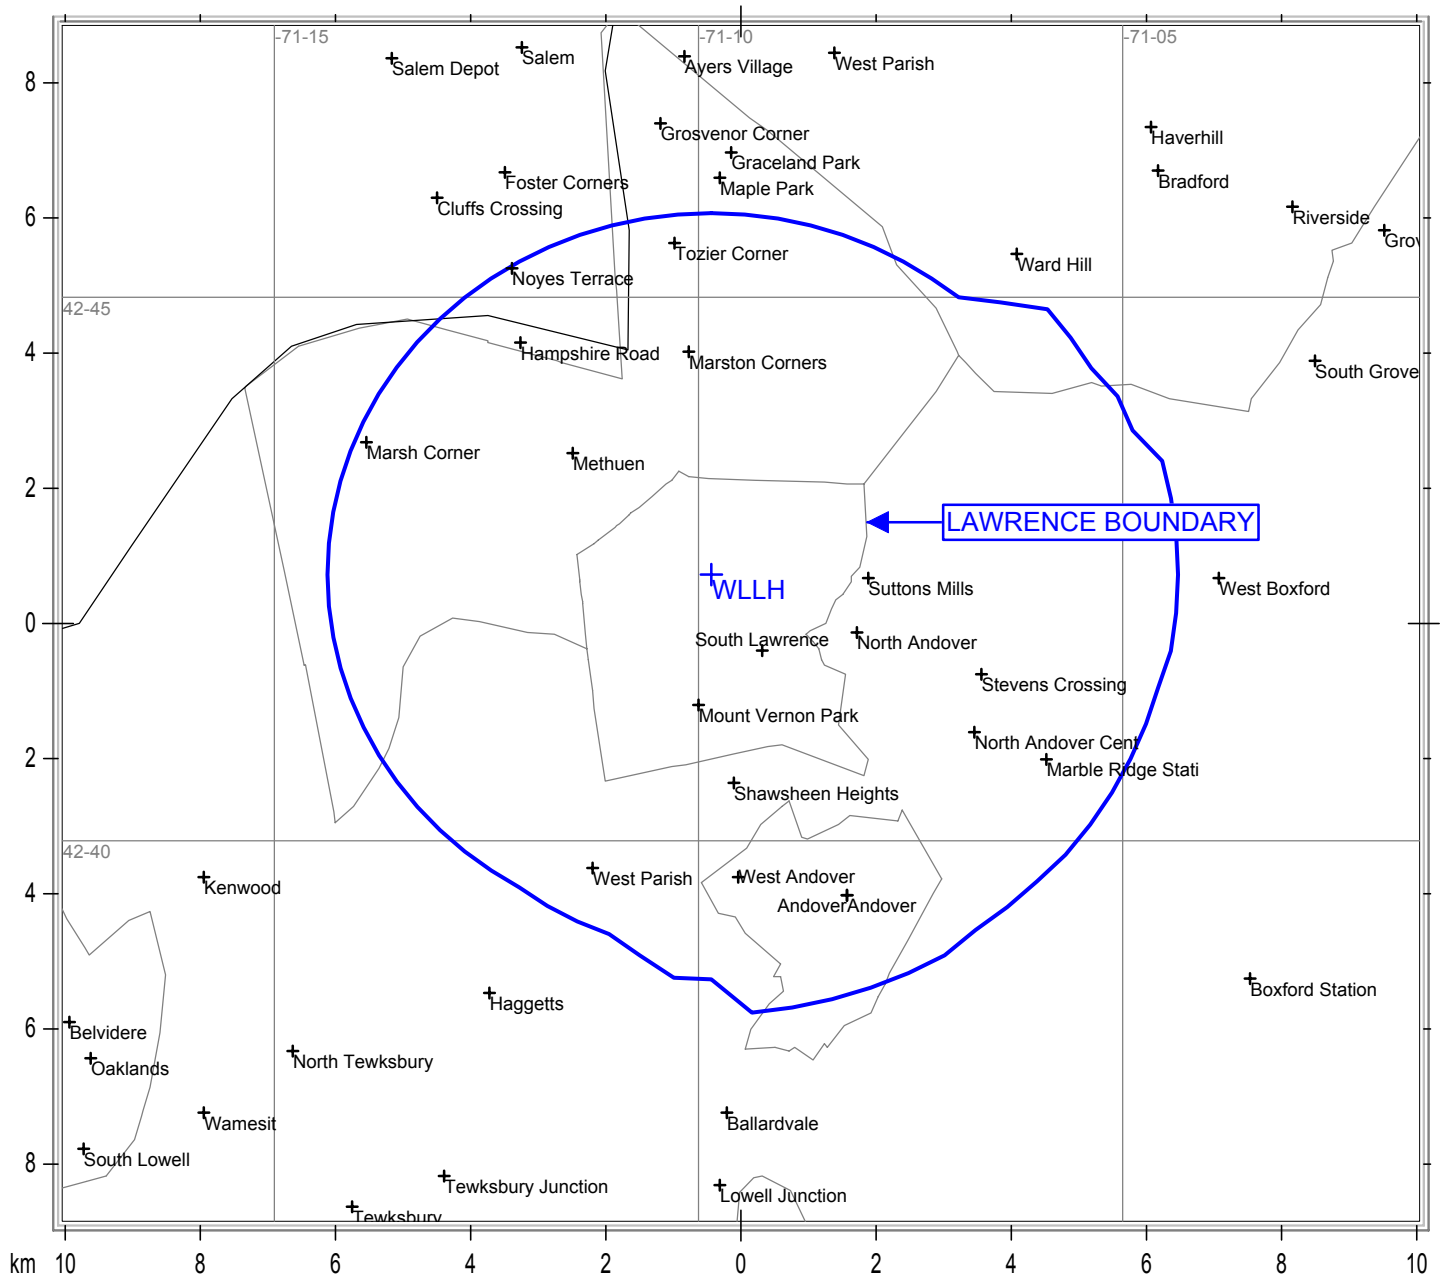 -71-15
-71-10
-71-05
Salem Depot
Salem
Ayers Village
West Parish
8
Grosvenor Corner
Haverhill
Graceland Park
Foster Corners
Maple Park
Bradford
Cluffs Crossing
Riverside
6
Grov
Tozier Corner
Ward Hill
Noyes Terrace
42-45
4
Hampshire Road
Marston Corners
South Grove
Marsh Corner
Methuen
2
LAWRENCE BOUNDARY
WLLH
Suttons Mills
West Boxford
0
South Lawrence
North Andover
Stevens Crossing
Mount Vernon Park
North Andover Cent
2
Marble Ridge Stati
Shawsheen Heights
42-40
Kenwood
West Parish
West Andover
4
Andover
Andover
Haggetts
Boxford Station
6
Belvidere
Oaklands
North Tewksbury
Wamesit
Ballardvale
8
South Lowell
Tewksbury Junction
Lowell Junction
Tewksbury
km 10 8 6 4 2 0 2 4 6 8 10